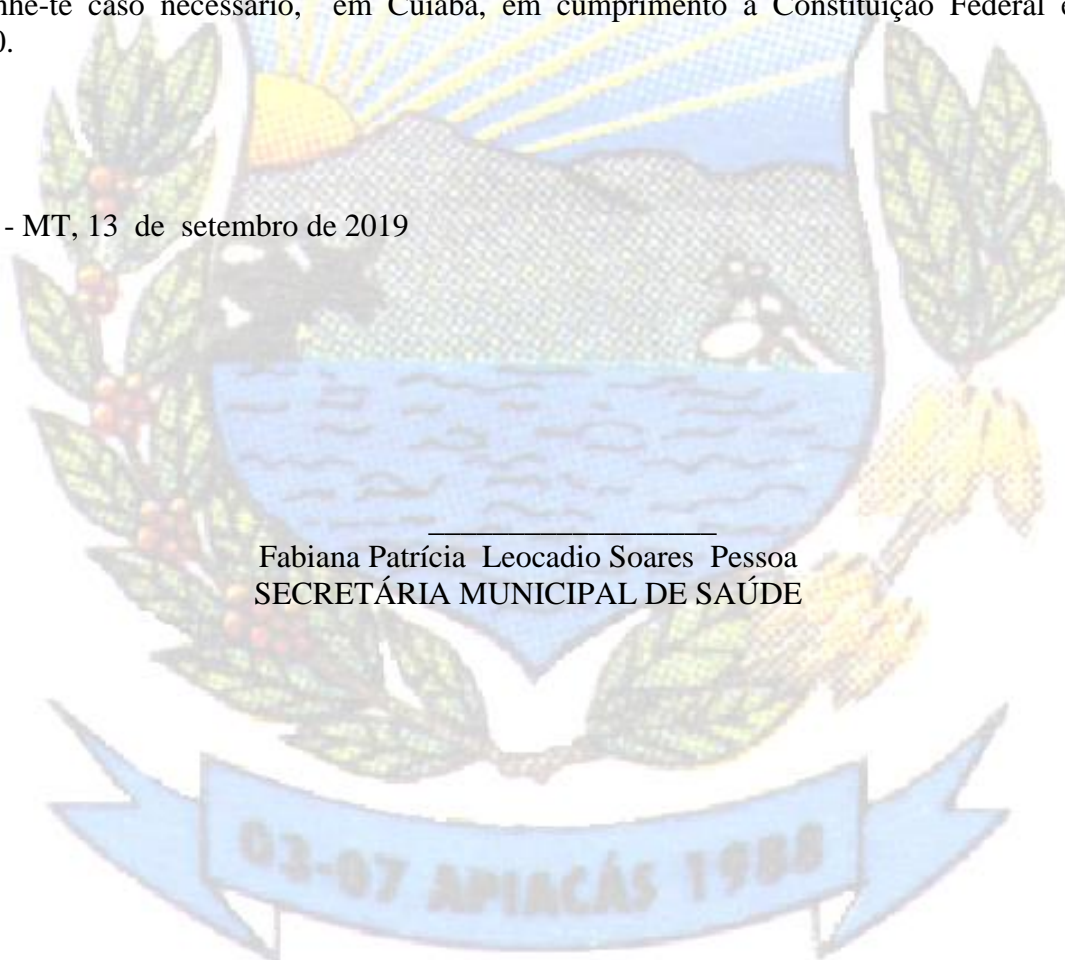 nhe-te caso necessário, em Cuiabá, em cumprimento a Constituição Federal e
0.
- MT, 13 de setembro de 2019
__________________
Fabiana Patrícia Leocadio Soares Pessoa
SECRETÁRIA MUNICIPAL DE SAÚDE
03-07 APIACÁS 1988